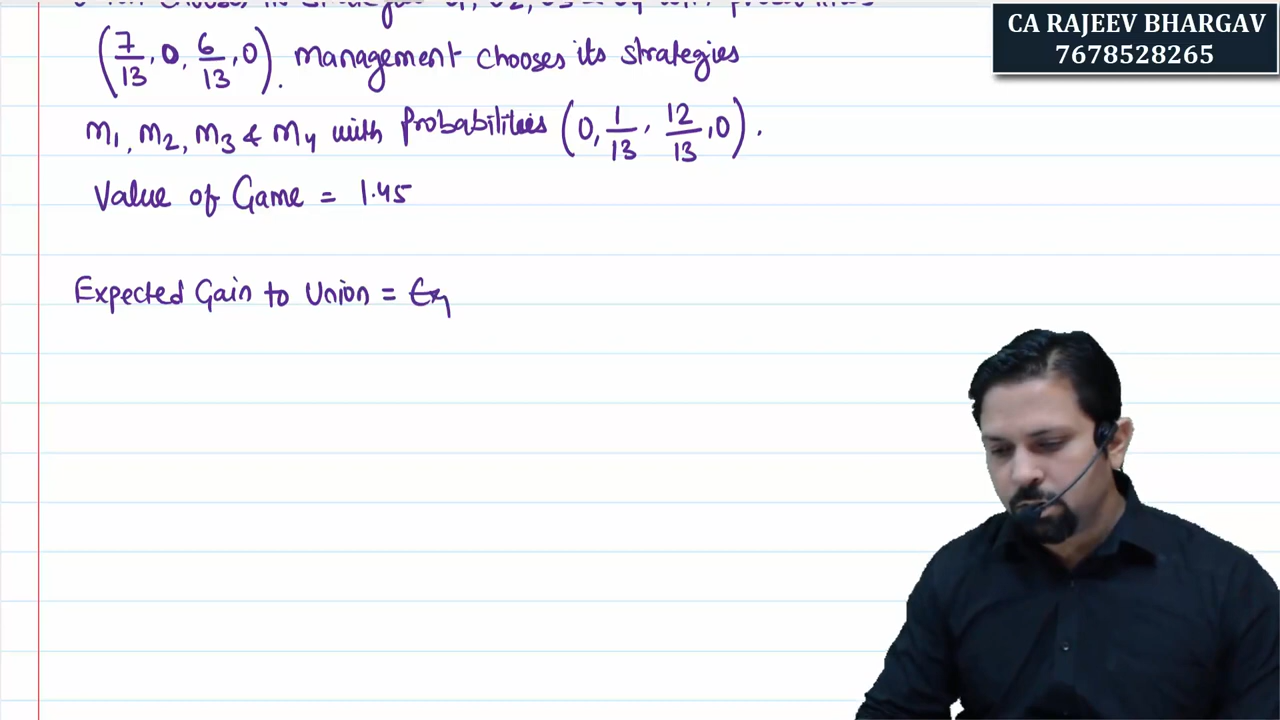 (7/13, 0, 6/13, 0). Management chooses its strategies
M1, M2, M3 & M4 with Probabilities (0, 1/13, 12/13, 0).
Value of Game = 1.45
Expected Gain to Union =
CA RAJEEV BHARGAV
7678528265